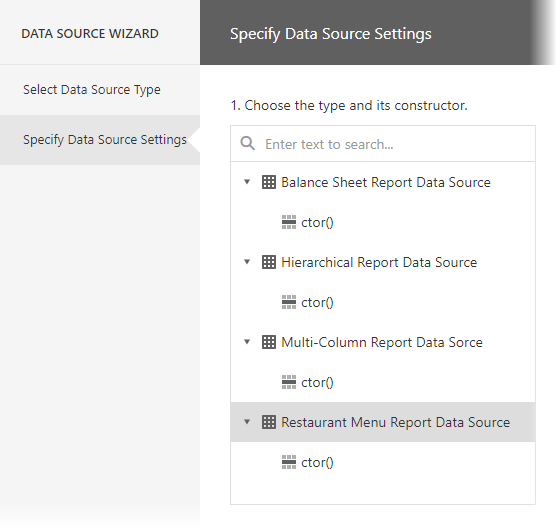 DATA SOURCE WIZARD
Select Data Source Type
Specify Data Source Settings
Specify Data Source Settings
1. Choose the type and its constructor.
Enter text to search...
Balance Sheet Report Data Source
ctor()
Hierarchical Report Data Source
ctor()
Multi-Column Report Data Sorce
ctor()
Restaurant Menu Report Data Source
ctor()